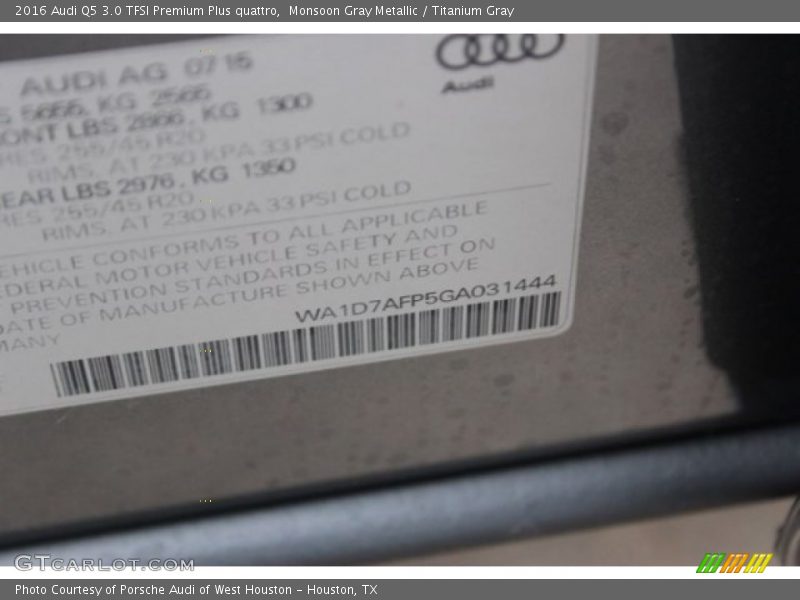 2016 Audi Q5 3.0 TFSI Premium Plus quattro, Monsoon Gray Metallic / Titanium Gray
AUDI AG 07 15
Audi
S 5655, KG 2565
ONT LBS 2866, KG 1300
RES 255/45 R20
RIMS, AT 230 KPA 33 PSI COLD
EAR LBS 2976, KG 1350
RES 255/45 R20
RIMS, AT 230 KPA 33 PSI COLD
EHICLE CONFORMS TO ALL APPLICABLE
EDERAL MOTOR VEHICLE SAFETY AND
PREVENTION STANDARDS IN EFFECT ON
DATE OF MANUFACTURE SHOWN ABOVE
WA1D7AFP5GA031444
MANY
GTCARLOT.COM
Photo Courtesy of Porsche Audi of West Houston - Houston, TX